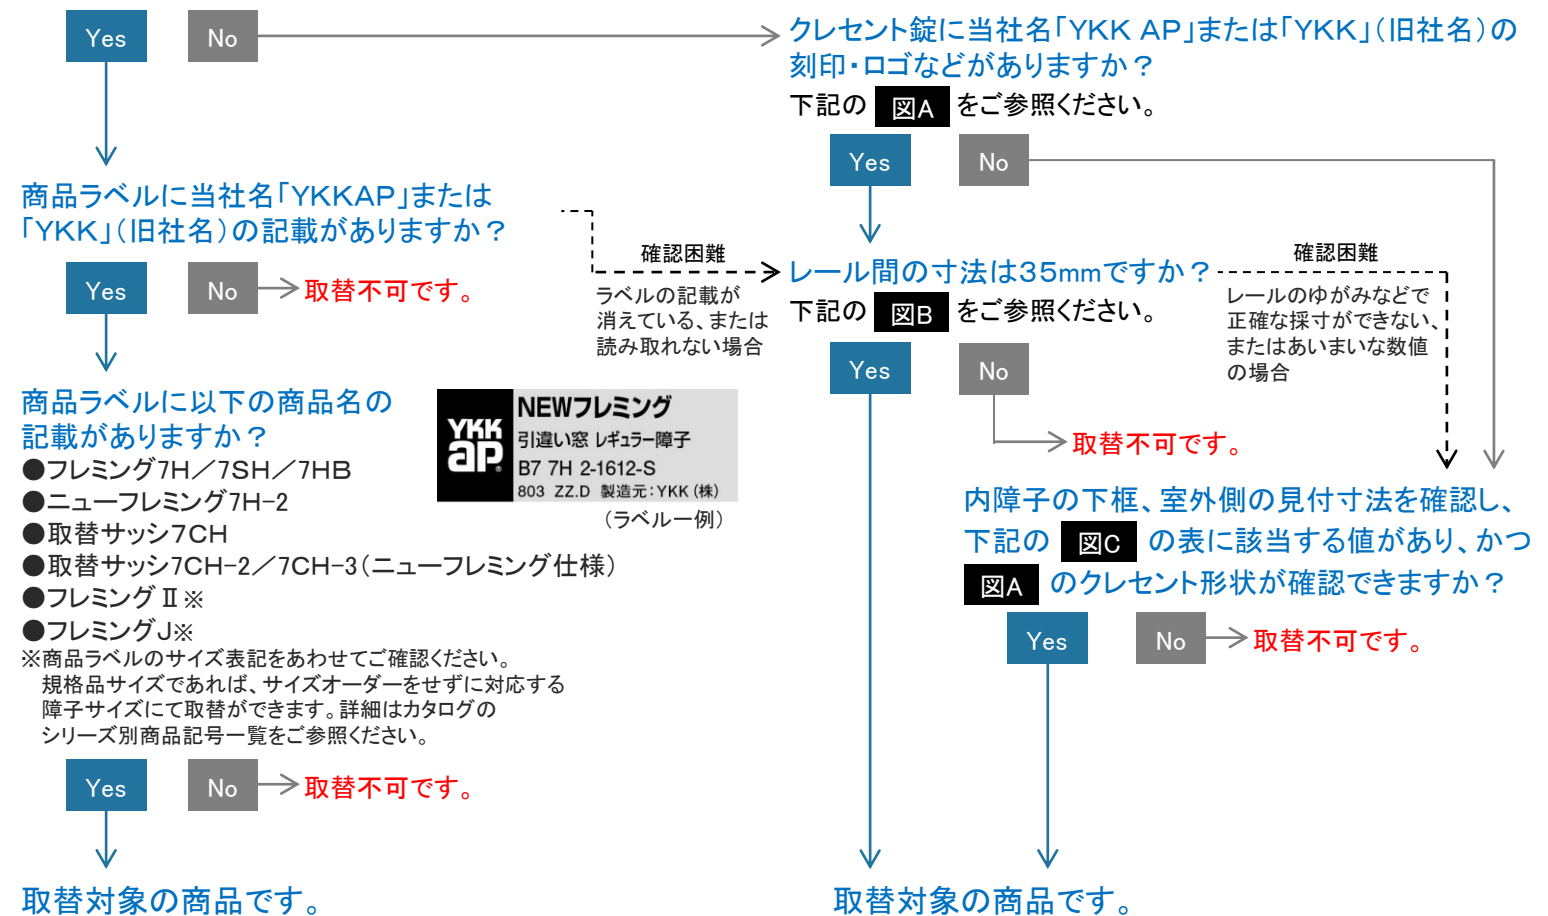 Yes
No
商品ラベルに当社名「YKKAP」または
「YKK」(旧社名)の記載がありますか?
Yes
No
取替不可です。
確認困難
ラベルの記載が
消えている、または
読み取れない場合
商品ラベルに以下の商品名の
記載がありますか?
●フレミング7H/7SH/7HB
●ニューフレミング7H-2
●取替サッシ7CH
●取替サッシ7CH-2/7CH-3(ニューフレミング仕様)
●フレミングⅡ※
●フレミングJ※
※商品ラベルのサイズ表記をあわせてご確認ください。
規格品サイズであれば、サイズオーダーをせずに対応する
障子サイズにて取替ができます。詳細はカタログの
シリーズ別商品記号一覧をご参照ください。
YKK
ap
NEWフレミング
引違い窓 レギュラー障子
B7 7H 2-1612-S
803 ZZ.D 製造元:YKK(株)
(ラベル一例)
Yes
No
取替不可です。
取替対象の商品です。
クレセント錠に当社名「YKK AP」または「YKK」(旧社名)の
刻印・ロゴなどがありますか?
下記の 図A をご参照ください。
Yes
No
レール間の寸法は35mmですか?
下記の 図B をご参照ください。
確認困難
レールのゆがみなどで
正確な採寸ができない、
またはあいまいな数値
の場合
Yes
No
取替不可です。
内障子の下框、室外側の見付寸法を確認し、
下記の 図C の表に該当する値があり、かつ
図A のクレセント形状が確認できますか?
Yes
No
取替不可です。
取替対象の商品です。